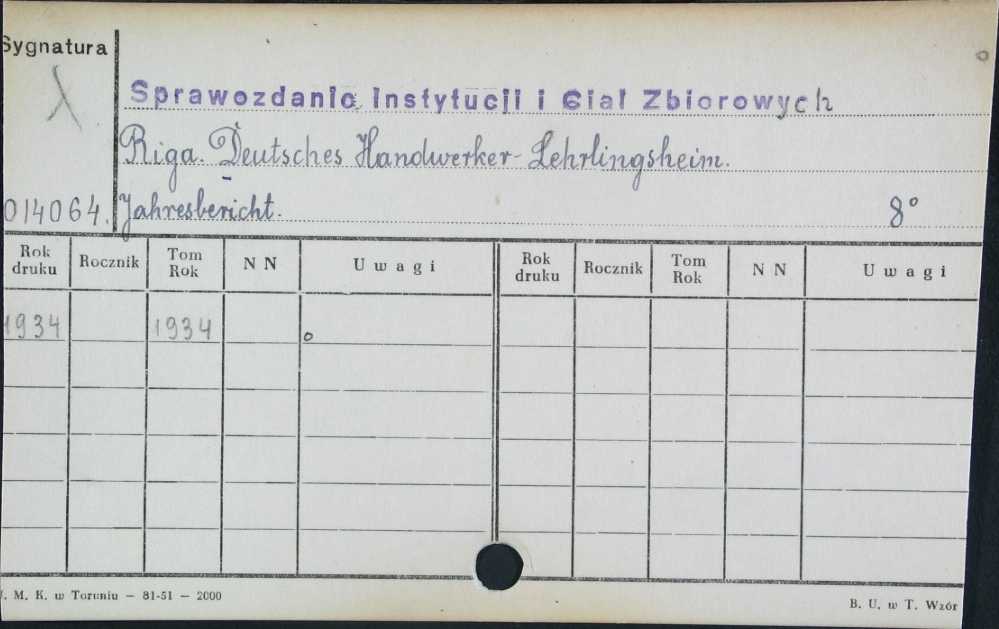 Sygnatura
X
Sprawozdania Instytucji i Ciał Zbiorowych
Riga. Deutsches Handwerker-Lehrlingsheim.
014064. Jahresbericht. 8°
Rok druku Rocznik Tom Rok N N Uwagi Rok druku Rocznik Tom Rok N N Uwagi
1934 1934
M. K. w Toruniu — 81-51 — 2000
B. U. w T. Wzór